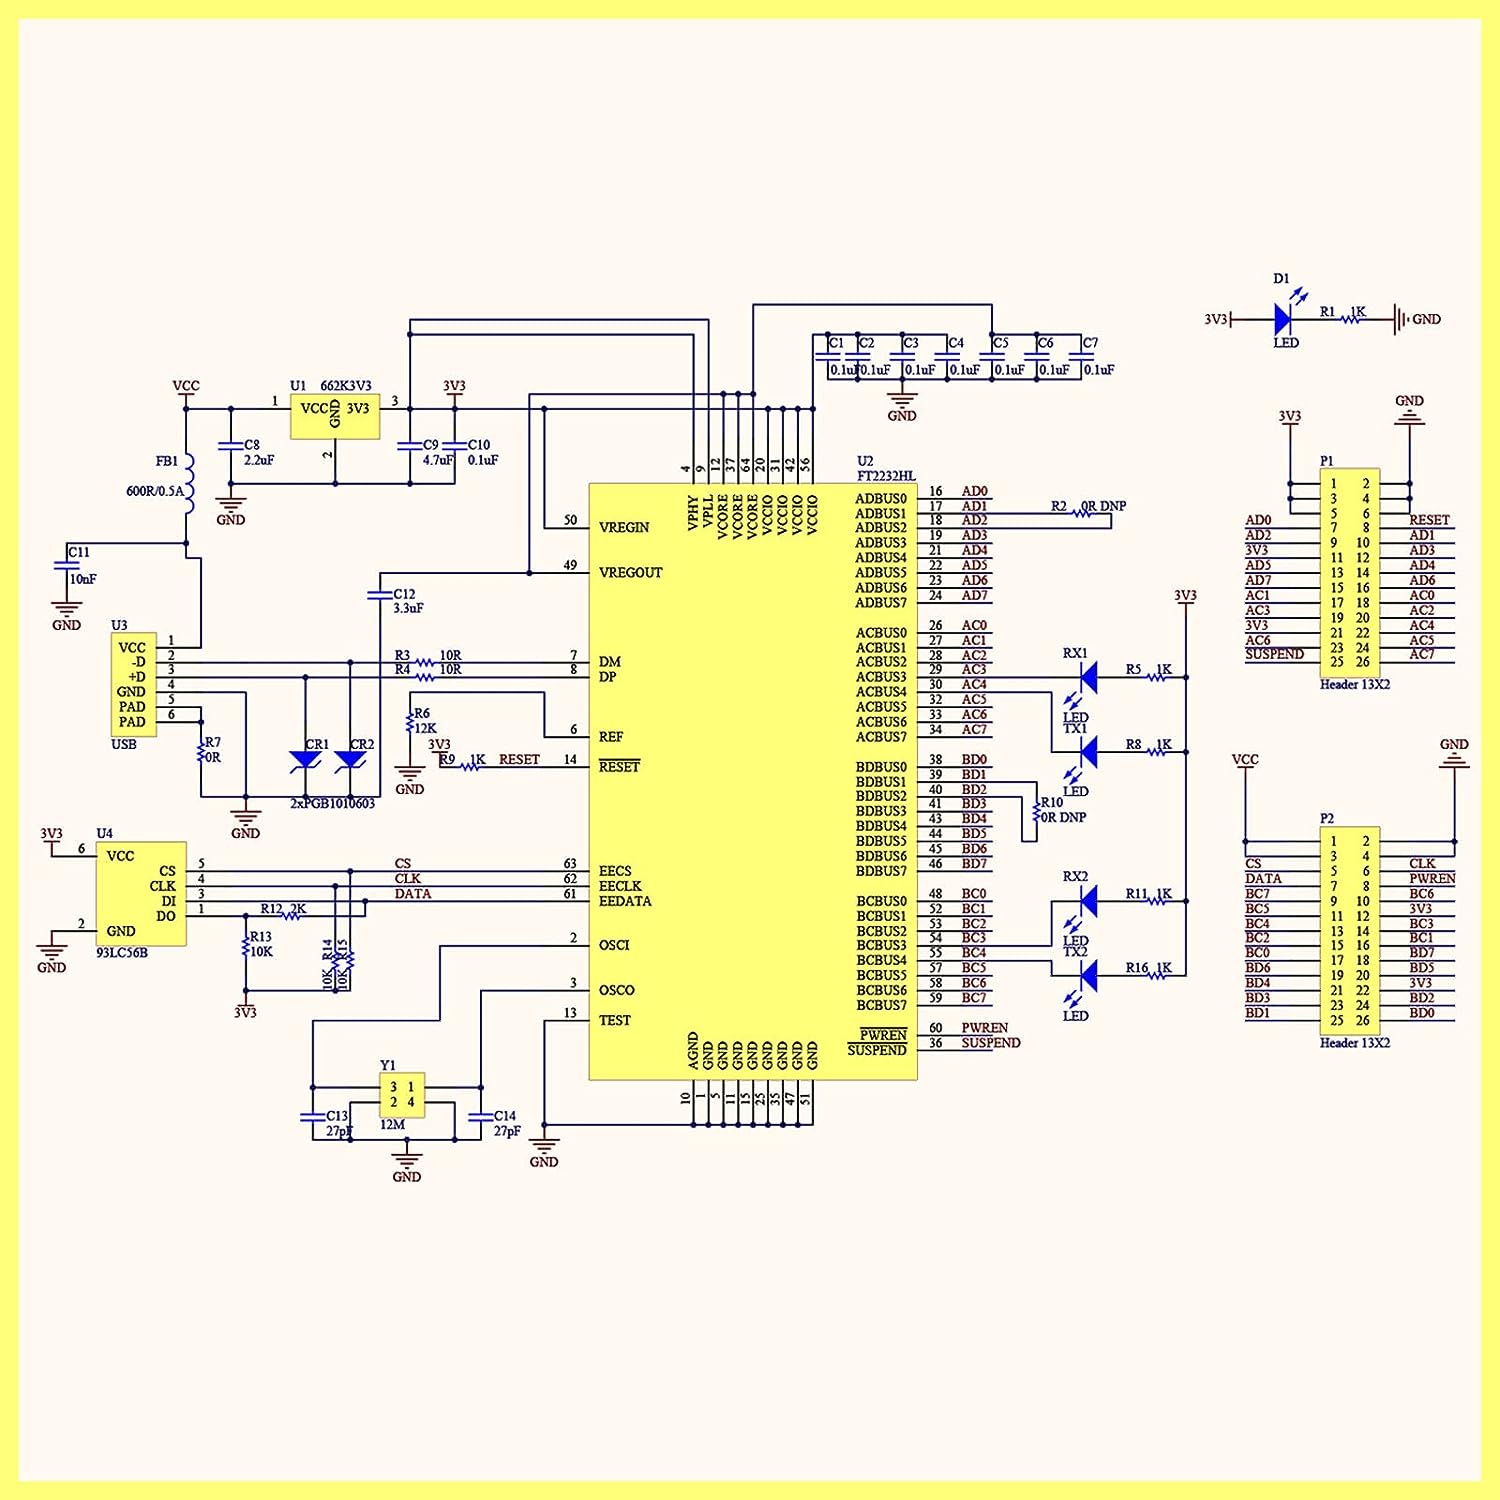 D1
3V3
R1 1K
GND
LED
C1 C2 C3 C4 C5 C6 C7
0.1uF 0.1uF 0.1uF 0.1uF 0.1uF 0.1uF 0.1uF
GND
VCC
U1 662K3V3
1 VCC GND 3V3 3
2
3V3
C8
2.2uF
C9
4.7uF
C10
0.1uF
GND
FB1
600R/0.5A
C11
10nF
GND
U3
VCC 1
-D 2
+D 3
GND 4
PAD 5
PAD 6
USB
R7
0R
CR1 CR2
2xPGB1010603
GND
C12
3.3uF
R3 10R
R4 10R
R6
12K
GND
3V3
R9 1K RESET
U4
3V3
6 VCC
CS 5
CLK 4
DI 3
DO 1
2 GND
93LC56B
GND
CS
CLK
DATA
R12 2K
R13
10K
R14
10K
R15
10K
3V3
Y1
3 1
2 4
12M
C13
27pF
C14
27pF
GND
GND
U2
FT2232HL
4 9 12 37 64 20 31 42 56
VPHY VPLL VCORE VCORE VCORE VCCIO VCCIO VCCIO VCCIO
50 VREGIN
49 VREGOUT
7 DM
8 DP
6 REF
14 RESET
63 EECS
62 EECLK
61 EEDATA
2 OSCI
3 OSCO
13 TEST
AGND GND GND GND GND GND GND GND GND
10 1 5 11 15 25 35 47 51
ADBUS0 16 AD0
ADBUS1 17 AD1
ADBUS2 18 AD2
ADBUS3 19 AD3
ADBUS4 21 AD4
ADBUS5 22 AD5
ADBUS6 23 AD6
ADBUS7 24 AD7
ACBUS0 26 AC0
ACBUS1 27 AC1
ACBUS2 28 AC2
ACBUS3 29 AC3
ACBUS4 30 AC4
ACBUS5 32 AC5
ACBUS6 33 AC6
ACBUS7 34 AC7
BDBUS0 38 BD0
BDBUS1 39 BD1
BDBUS2 40 BD2
BDBUS3 41 BD3
BDBUS4 43 BD4
BDBUS5 44 BD5
BDBUS6 45 BD6
BDBUS7 46 BD7
BCBUS0 48 BC0
BCBUS1 52 BC1
BCBUS2 53 BC2
BCBUS3 54 BC3
BCBUS4 55 BC4
BCBUS5 57 BC5
BCBUS6 58 BC6
BCBUS7 59 BC7
PWREN 60 PWREN
SUSPEND 36 SUSPEND
R2 0R DNP
R10
0R DNP
3V3
RX1
R5 1K
LED
TX1
R8 1K
LED
RX2
R11 1K
LED
TX2
R16 1K
LED
3V3
GND
P1
1 2
3 4
5 6
AD0 7 8 RESET
AD2 9 10 AD1
3V3 11 12 AD3
AD5 13 14 AD4
AD7 15 16 AD6
AC1 17 18 AC0
AC3 19 20 AC2
3V3 21 22 AC4
AC6 23 24 AC5
SUSPEND 25 26 AC7
Header 13X2
VCC
GND
P2
1 2
3 4
CS 5 6 CLK
DATA 7 8 PWREN
BC7 9 10 BC6
BC5 11 12 3V3
BC4 13 14 BC3
BC2 15 16 BC1
BC0 17 18 BD7
BD6 19 20 BD5
BD4 21 22 3V3
BD3 23 24 BD2
BD1 25 26 BD0
Header 13X2